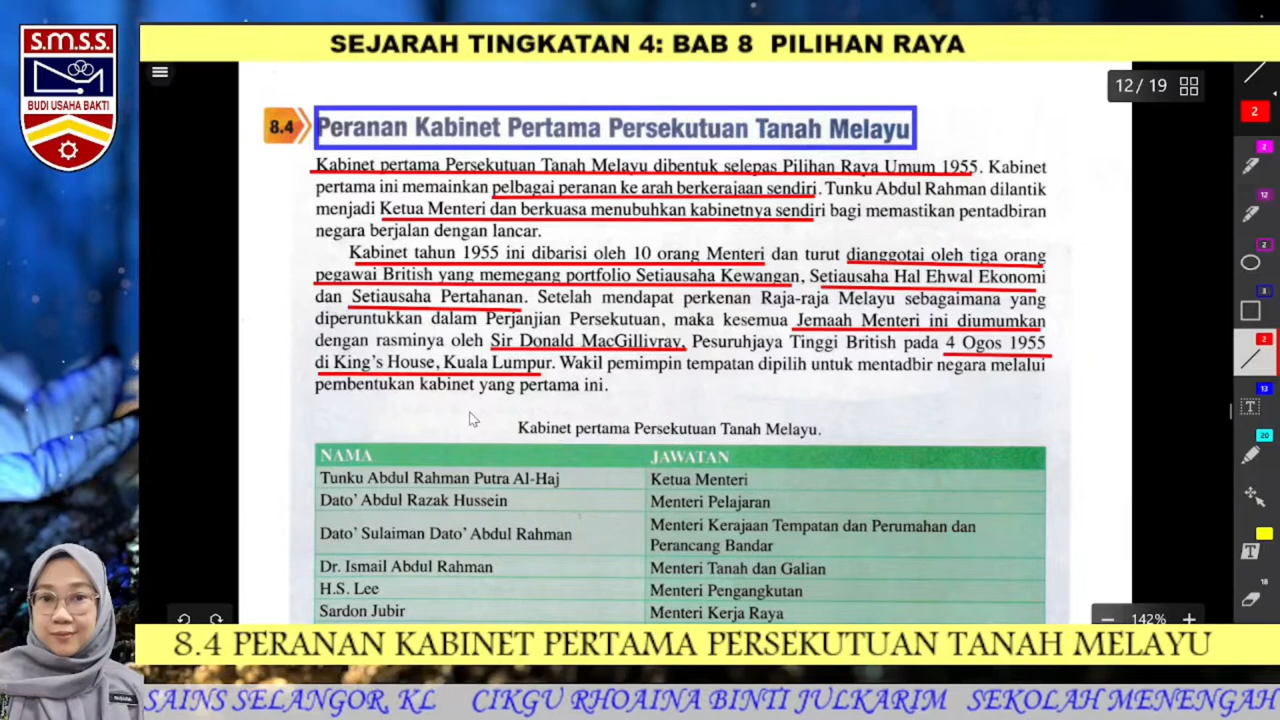 S.M.S.S.
BUDI USAHA BAKTI
SEJARAH TINGKATAN 4: BAB 8 PILIHAN RAYA
12 / 19
8.4 Peranan Kabinet Pertama Persekutuan Tanah Melayu
Kabinet pertama Persekutuan Tanah Melayu dibentuk selepas Pilihan Raya Umum 1955. Kabinet
pertama ini memainkan pelbagai peranan ke arah berkerajaan sendiri. Tunku Abdul Rahman dilantik
menjadi Ketua Menteri dan berkuasa menubuhkan kabinetnya sendiri bagi memastikan pentadbiran
negara berjalan dengan lancar.
Kabinet tahun 1955 ini dibarisi oleh 10 orang Menteri dan turut dianggotai oleh tiga orang
pegawai British yang memegang portfolio Setiausaha Kewangan, Setiausaha Hal Ehwal Ekonomi
dan Setiausaha Pertahanan. Setelah mendapat perkenan Raja-raja Melayu sebagaimana yang
diperuntukkan dalam Perjanjian Persekutuan, maka kesemua Jemaah Menteri ini diumumkan
dengan rasminya oleh Sir Donald MacGillivray, Pesuruhjaya Tinggi British pada 4 Ogos 1955
di King's House, Kuala Lumpur. Wakil pemimpin tempatan dipilih untuk mentadbir negara melalui
pembentukan kabinet yang pertama ini.
Kabinet pertama Persekutuan Tanah Melayu.
NAMA JAWATAN
Tunku Abdul Rahman Putra Al-Haj Ketua Menteri
Dato' Abdul Razak Hussein Menteri Pelajaran
Dato' Sulaiman Dato' Abdul Rahman Menteri Kerajaan Tempatan dan Perumahan dan
Perancang Bandar
Dr. Ismail Abdul Rahman Menteri Tanah dan Galian
H.S. Lee Menteri Pengangkutan
Sardon Jubir Menteri Kerja Raya
2
2
12
2
3
2
13
T
20
T
18
142%
8.4 PERANAN KABINET PERTAMA PERSEKUTUAN TANAH MELAYU
SAINS SELANGOR, KL CIKGU RHOAINA BINTI JULKARIM SEKOLAH MENENGAH